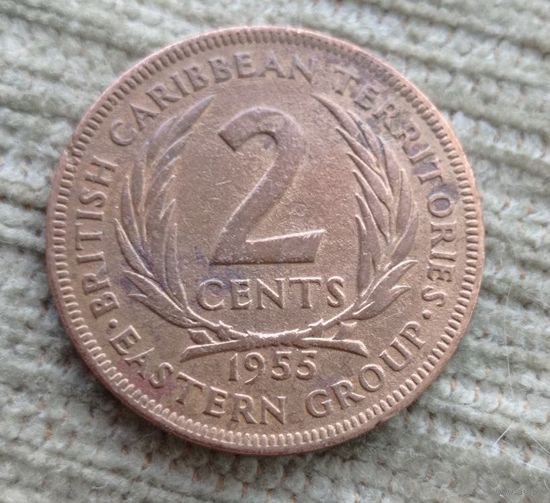 BRITISH CARIBBEAN TERRITORIES
2
CENTS
1955
EASTERN GROUP